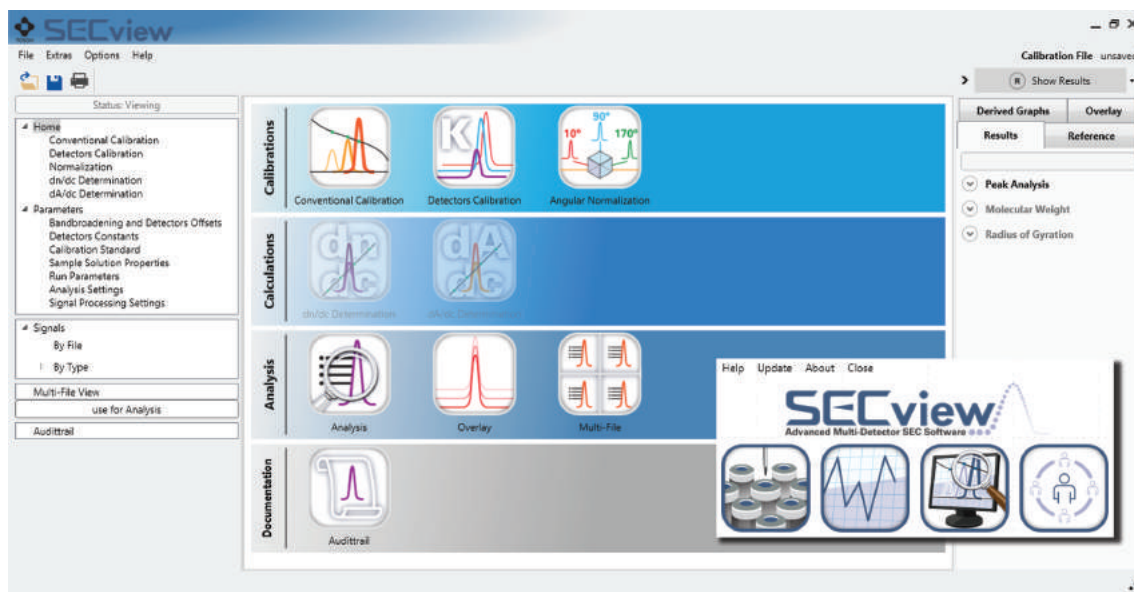 SECview
TOSOH
File Extras Options Help
Calibration File unsaved
Show Results
Status: Viewing
Home
Conventional Calibration
Detectors Calibration
Normalization
dn/dc Determination
dA/dc Determination
Parameters
Bandbroadening and Detectors Offsets
Detectors Constants
Calibration Standard
Sample Solution Properties
Run Parameters
Analysis Settings
Signal Processing Settings
Signals
By File
By Type
Multi-File View
use for Analysis
Audittrail
Calibrations
K
10° 90° 170°
Conventional Calibration Detectors Calibration Angular Normalization
Calculations
dn dc dA dc
dn/dc Determination dA/dc Determination
Analysis
Analysis Overlay Multi-File
Documentation
Audittrail
Derived Graphs Overlay
Results Reference
Peak Analysis
Molecular Weight
Radius of Gyration
Help Update About Close
SECview
Advanced Multi-Detector SEC Software